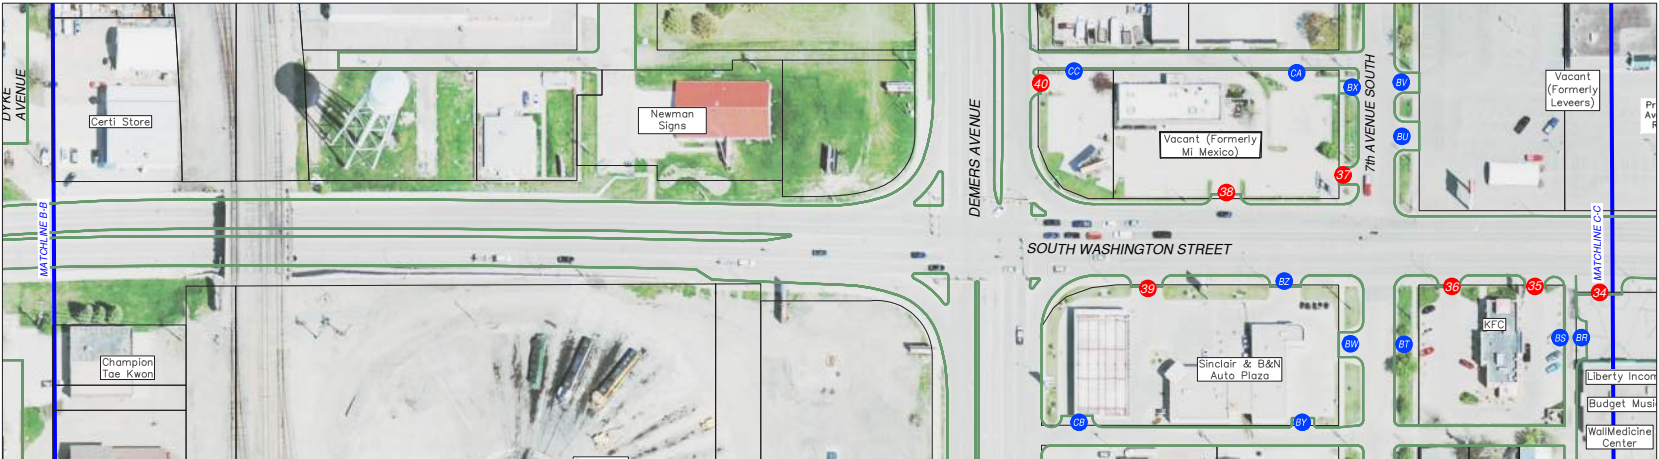 DYKE
AVENUE
Certi Store
MATCHLINE B-B
Champion
Tae Kwon
Newman
Signs
DEMERS AVENUE
40
CC
CA
BX
Vacant (Formerly
Mi Mexico)
37
38
7th AVENUE SOUTH
BV
BU
Vacant
(Formerly
Leevers)
Pr
Av
R
SOUTH WASHINGTON STREET
MATCHLINE C-C
39
BZ
36
35
34
KFC
BW
BT
BS
BR
Sinclair & B&N
Auto Plaza
CB
BY
Liberty Incom
Budget Musi
WallMedicine
Center